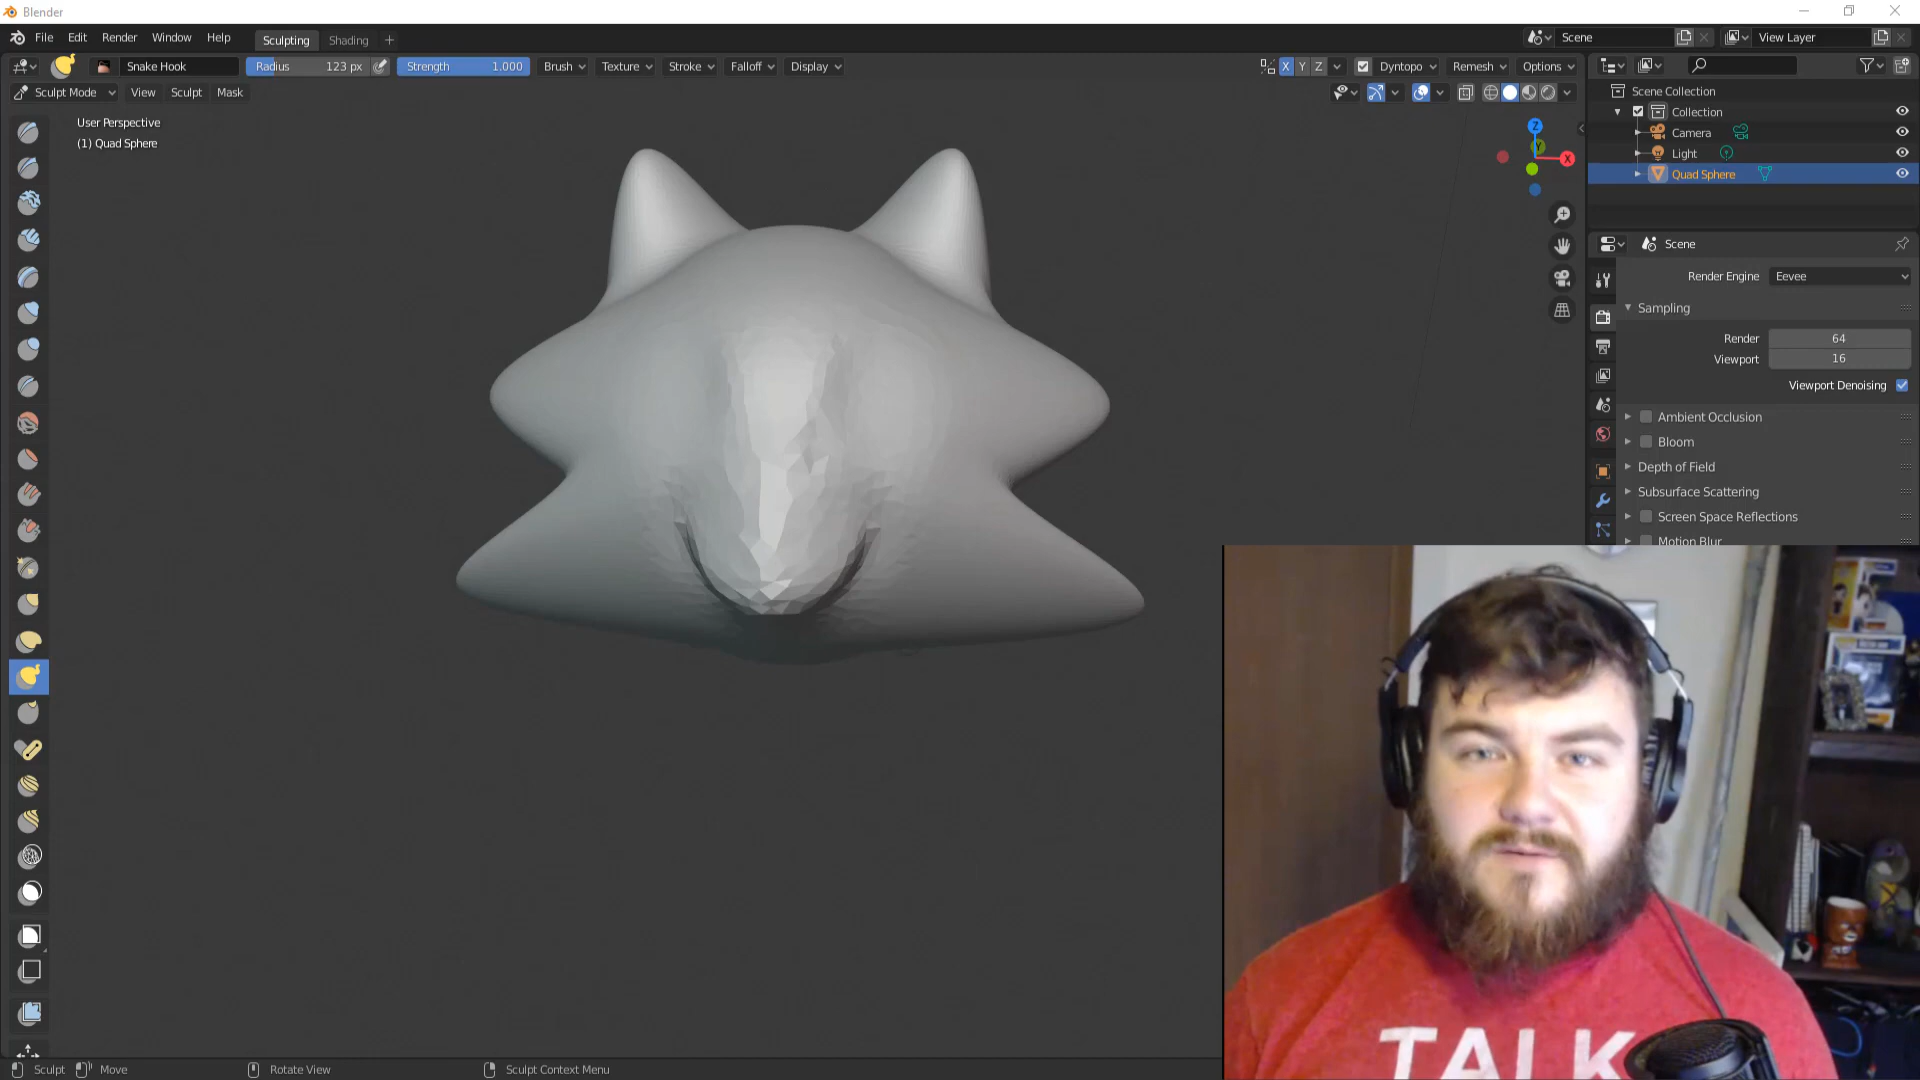 Blender
File Edit Render Window Help Sculpting Shading + Scene View Layer
Snake Hook Radius 123 px Strength 1.000 Brush Texture Stroke Falloff Display X Y Z Dyntopo Remesh Options
Sculpt Mode View Sculpt Mask
User Perspective
(1) Quad Sphere
Z
Y
X
Scene Collection
Collection
Camera
Light
Quad Sphere
Scene
Render Engine Eevee
Sampling
Render 64
Viewport 16
Viewport Denoising
Ambient Occlusion
Bloom
Depth of Field
Subsurface Scattering
Screen Space Reflections
Motion Blur
TALK
Sculpt Move Rotate View Sculpt Context Menu